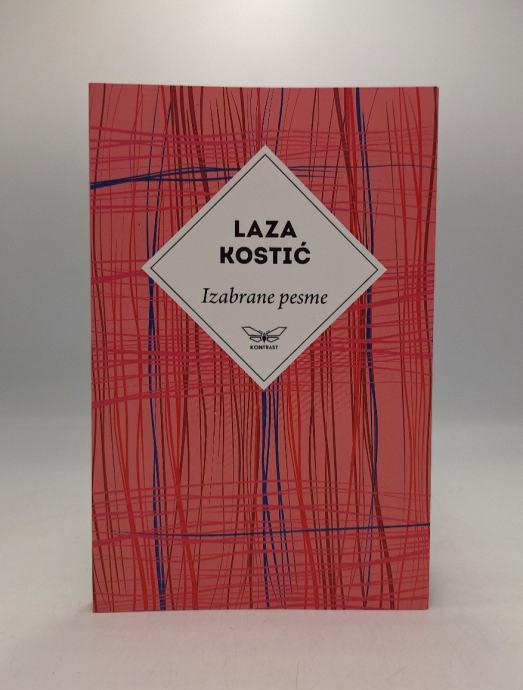 LAZA
KOSTIĆ
Izabrane pesme
KONTRAST